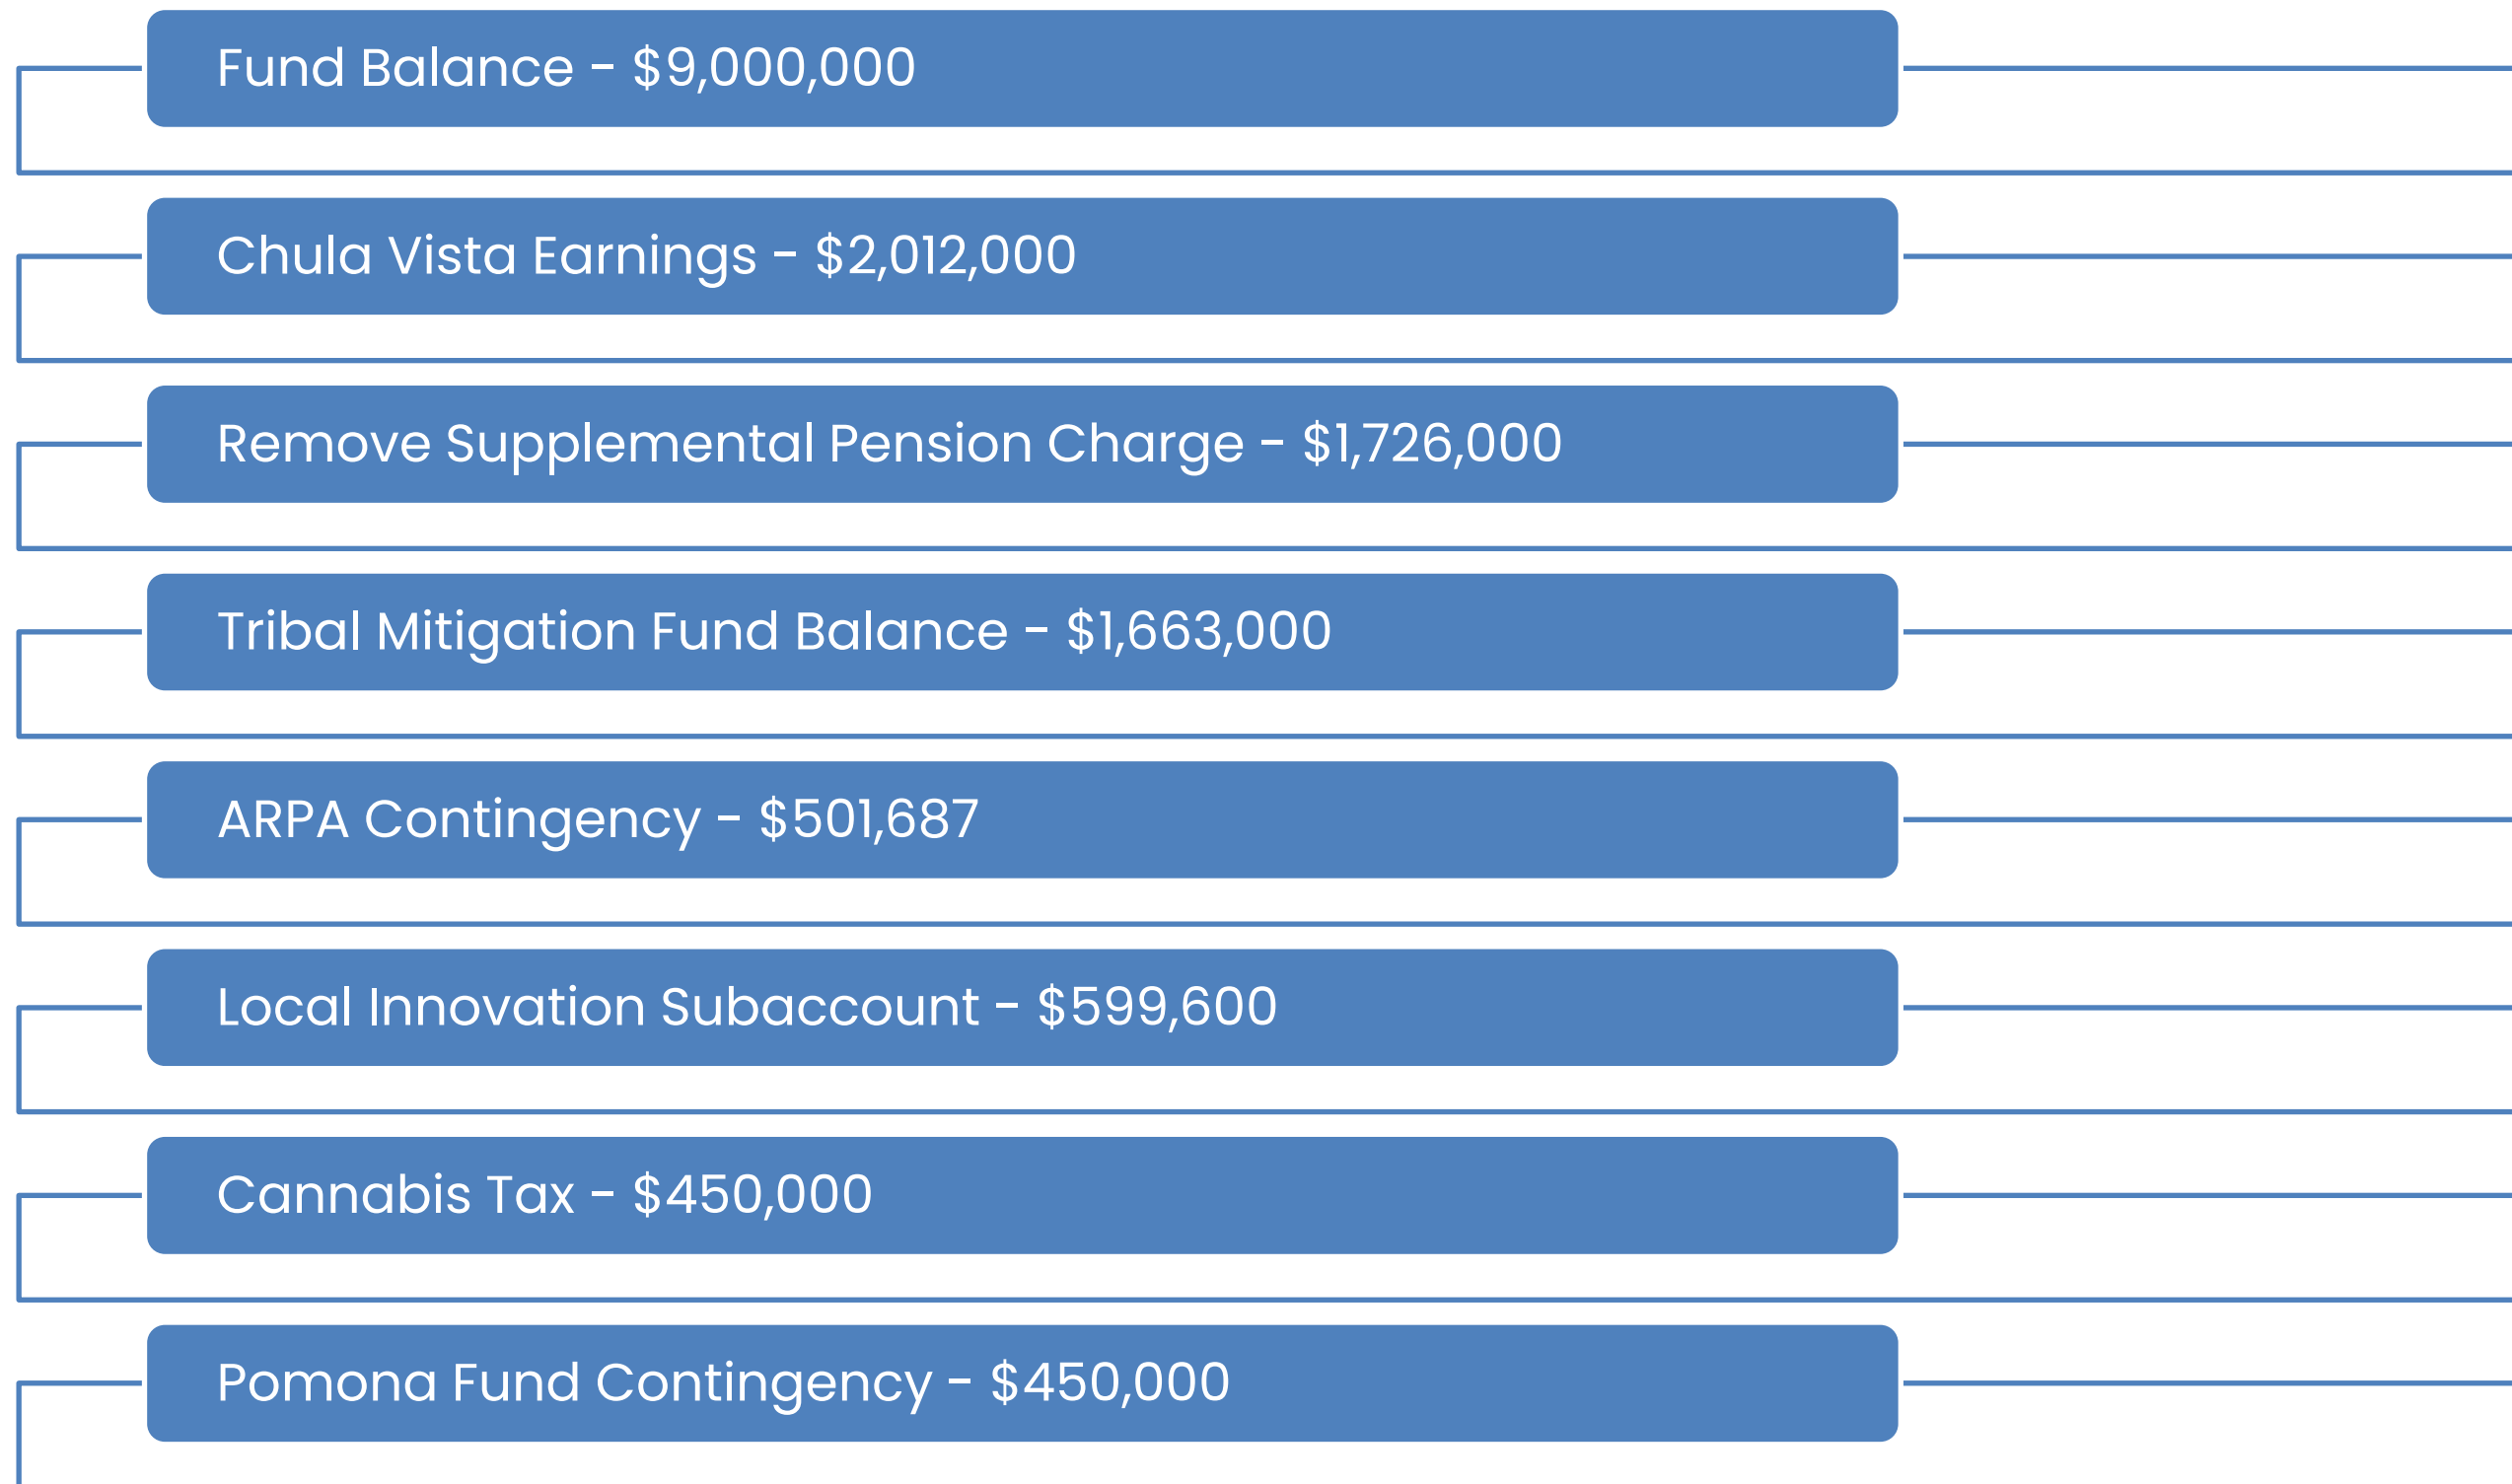 Fund Balance - $9,000,000
Chula Vista Earnings - $2,012,000
Remove Supplemental Pension Charge - $1,726,000
Tribal Mitigation Fund Balance - $1,663,000
ARPA Contingency - $501,687
Local Innovation Subaccount - $599,600
Cannabis Tax - $450,000
Pomona Fund Contingency - $450,000